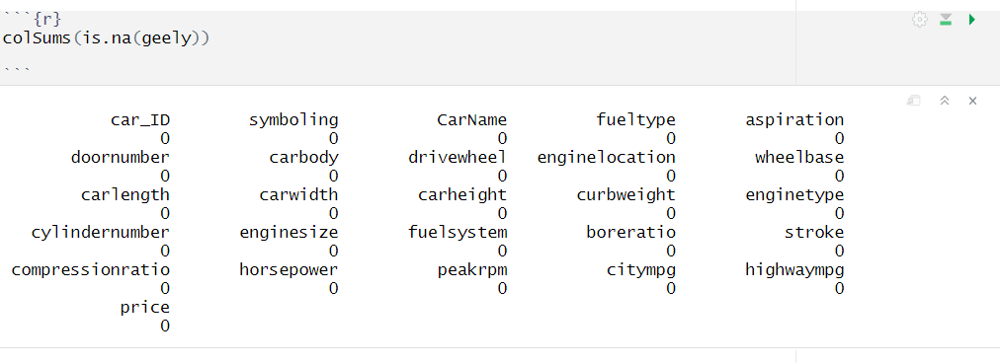 ```{r}
colSums(is.na(geely))
```
car_ID symboling CarName fueltype aspiration
0 0 0 0 0
doornumber carbody drivewheel enginelocation wheelbase
0 0 0 0 0
carlength carwidth carheight curbweight enginetype
0 0 0 0 0
cylindernumber enginesize fuelsystem boreratio stroke
0 0 0 0 0
compressionratio horsepower peakrpm citympg highwaympg
0 0 0 0 0
price
0